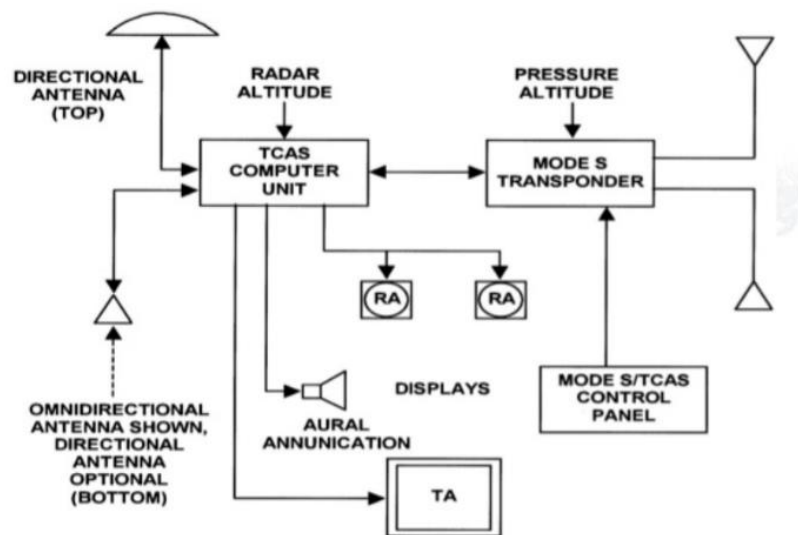 DIRECTIONAL
ANTENNA
(TOP)
RADAR
ALTITUDE
PRESSURE
ALTITUDE
TCAS
COMPUTER
UNIT
MODE S
TRANSPONDER
RA
RA
OMNIDIRECTIONAL
ANTENNA SHOWN,
DIRECTIONAL
ANTENNA
OPTIONAL
(BOTTOM)
AURAL
ANNUNICATION
DISPLAYS
MODE S/TCAS
CONTROL
PANEL
TA